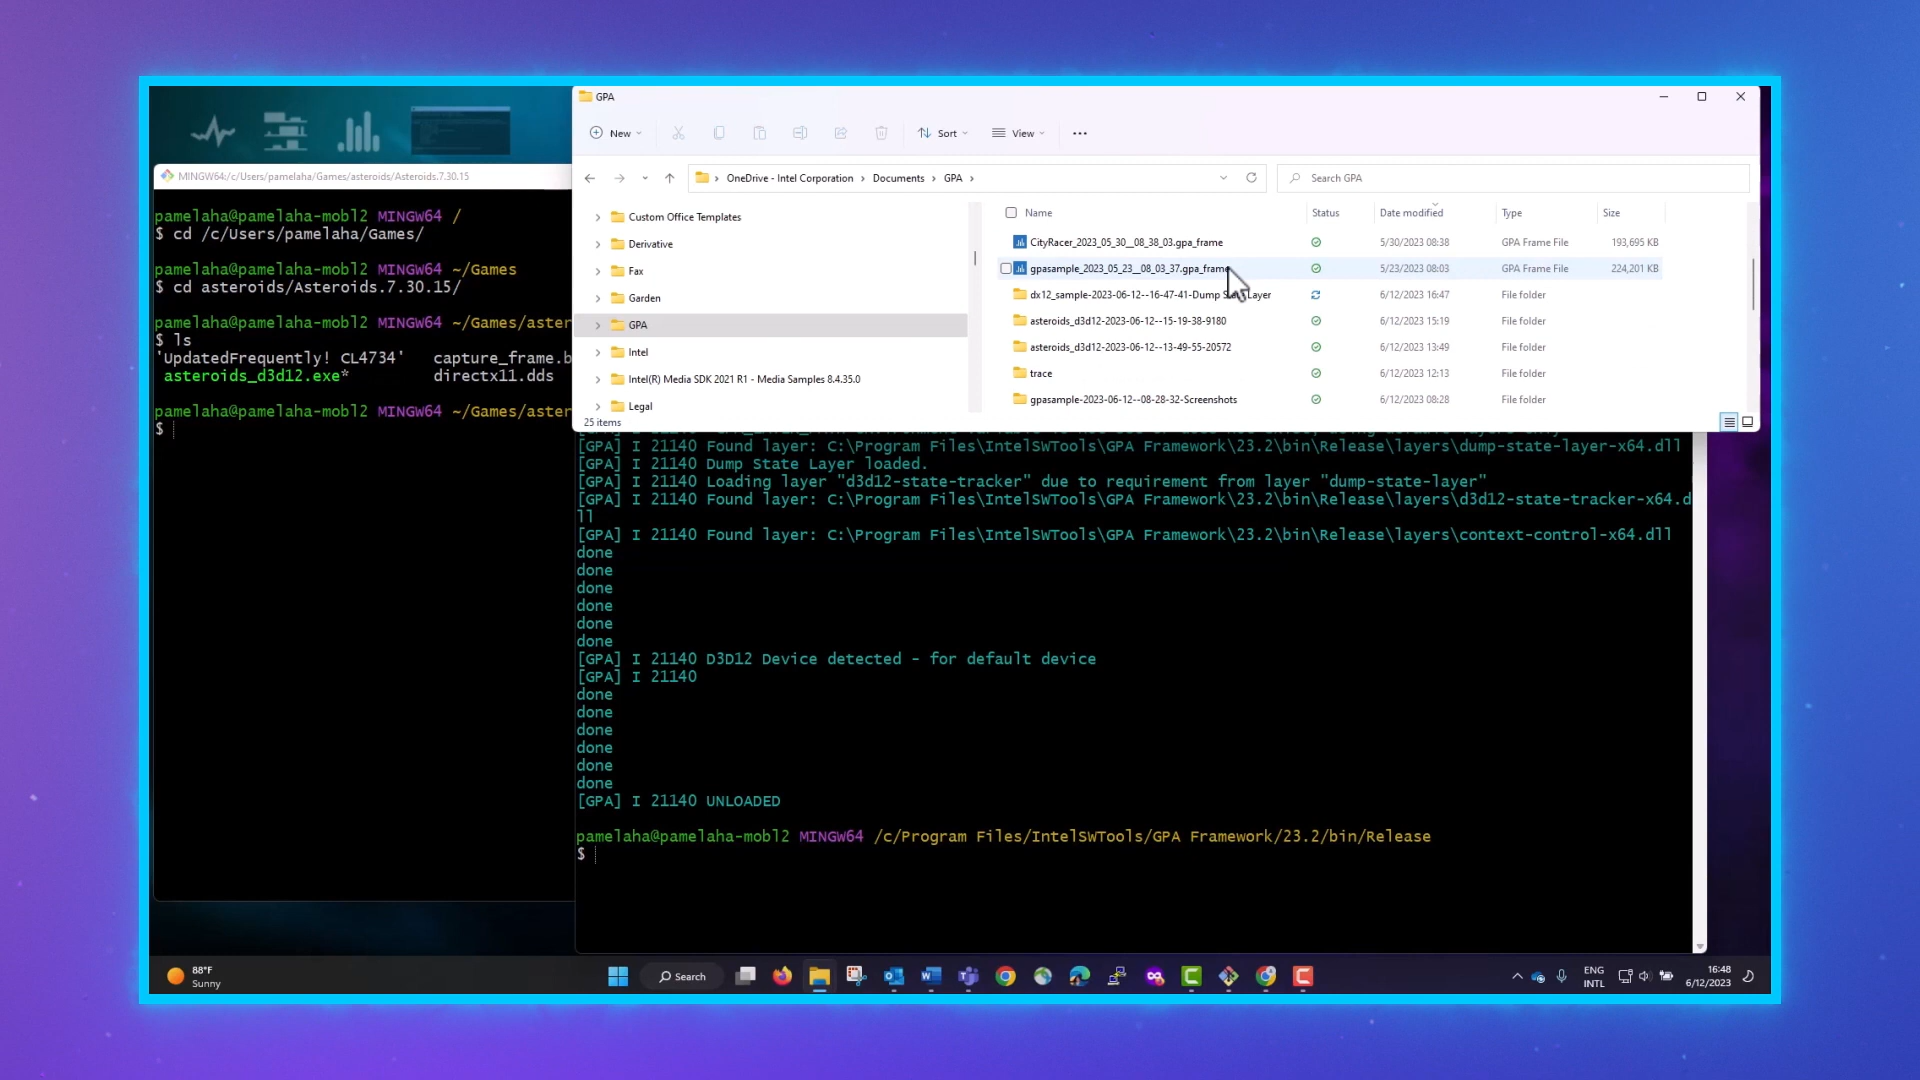 GPA
New
Sort
View
OneDrive - Intel Corporation > Documents > GPA >
Search GPA
Custom Office Templates
Derivative
Fax
Garden
GPA
Intel
Intel(R) Media SDK 2021 R1 - Media Samples 8.4.35.0
Legal
Name Status Date modified Type Size
CityRacer_2023_05_30__08_38_03.gpa_frame 5/30/2023 08:38 GPA Frame File 193,695 KB
gpasample_2023_05_23__08_03_37.gpa_frame 5/23/2023 08:03 GPA Frame File 224,201 KB
dx12_sample-2023-06-12--16-47-41-Dump Layer 6/12/2023 16:47 File folder
asteroids_d3d12-2023-06-12--15-19-38-9180 6/12/2023 15:19 File folder
asteroids_d3d12-2023-06-12--13-49-55-20572 6/12/2023 13:49 File folder
trace 6/12/2023 12:13 File folder
gpasample-2023-06-12--08-28-32-Screenshots 6/12/2023 08:28 File folder
25 items
MINGW64:/c/Users/pamelaha/Games/asteroids/Asteroids.7.30.15
pamelaha@pamelaha-mobl2 MINGW64 /
$ cd /c/Users/pamelaha/Games/
pamelaha@pamelaha-mobl2 MINGW64 ~/Games
$ cd asteroids/Asteroids.7.30.15/
pamelaha@pamelaha-mobl2 MINGW64 ~/Games/aster
$ ls
'UpdatedFrequently! CL4734' capture_frame.b
asteroids_d3d12.exe* directx11.dds
pamelaha@pamelaha-mobl2 MINGW64 ~/Games/aster
$
[GPA] I 21140 Found layer: C:\Program Files\IntelSWTools\GPA Framework\23.2\bin\Release\layers\dump-state-layer-x64.dll
[GPA] I 21140 Dump State Layer loaded.
[GPA] I 21140 Loading layer "d3d12-state-tracker" due to requirement from layer "dump-state-layer"
[GPA] I 21140 Found layer: C:\Program Files\IntelSWTools\GPA Framework\23.2\bin\Release\layers\d3d12-state-tracker-x64.d
ll
[GPA] I 21140 Found layer: C:\Program Files\IntelSWTools\GPA Framework\23.2\bin\Release\layers\context-control-x64.dll
done
done
done
done
done
done
[GPA] I 21140 D3D12 Device detected - for default device
[GPA] I 21140
done
done
done
done
done
done
[GPA] I 21140 UNLOADED
pamelaha@pamelaha-mobl2 MINGW64 /c/Program Files/IntelSWTools/GPA Framework/23.2/bin/Release
$
88°F
Sunny
Search
ENG
INTL
16:48
6/12/2023